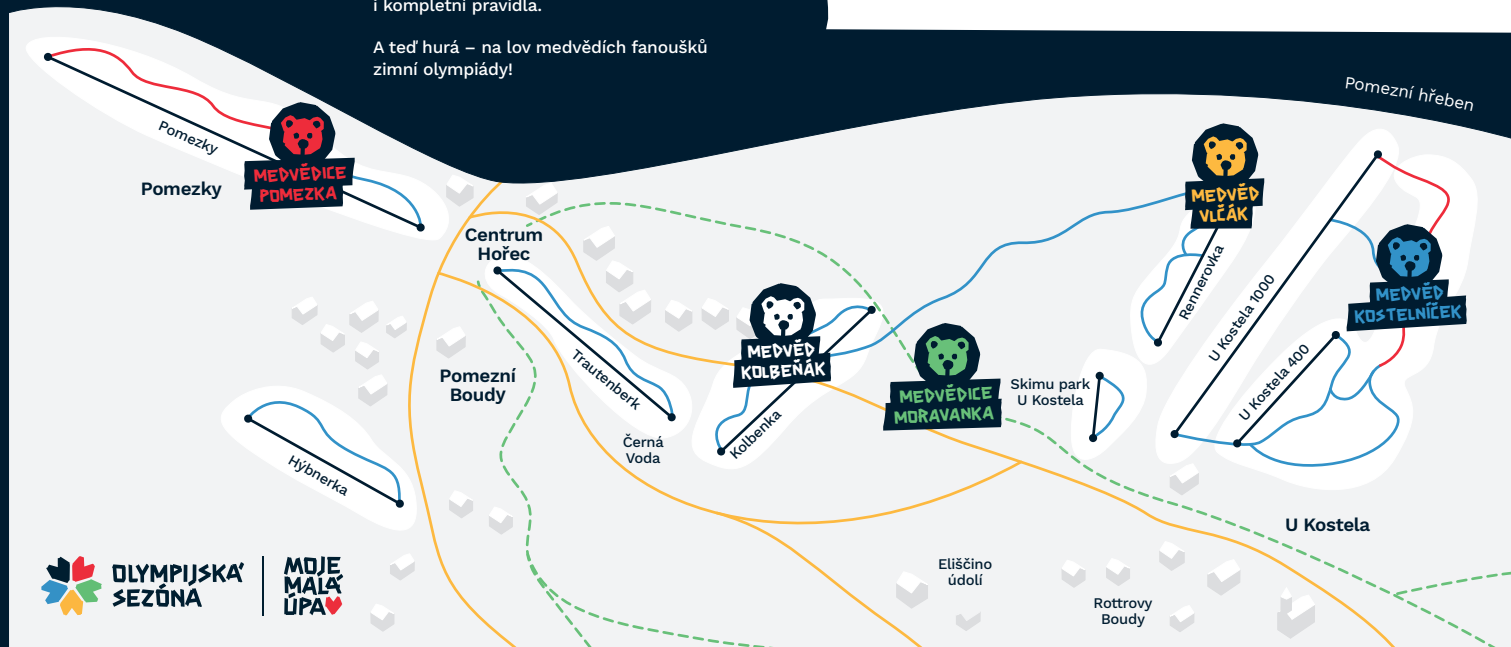 i kompletní pravidla.
A teď hurá – na lov medvědích fanoušků
zimní olympiády!
Pomezní hřeben
Pomezky
Pomezky
MEDVĚDICE
POMEZKA
Centrum
Hořec
MEDVĚD
VLČÁK
Rennerovka
U Kostela 1000
MEDVĚD
KOSTELNÍČEK
U Kostela 400
Trautenberk
MEDVĚD
KOLBEŇÁK
Kolbenka
MEDVĚDICE
MORAVANKA
Skimu park
U Kostela
Pomezní
Boudy
Černá
Voda
Hýbnerka
U Kostela
Eliščino
údolí
Rottrovy
Boudy
OLYMPIJSKÁ
SEZÓNA
MOJE
MALÁ
ÚPA